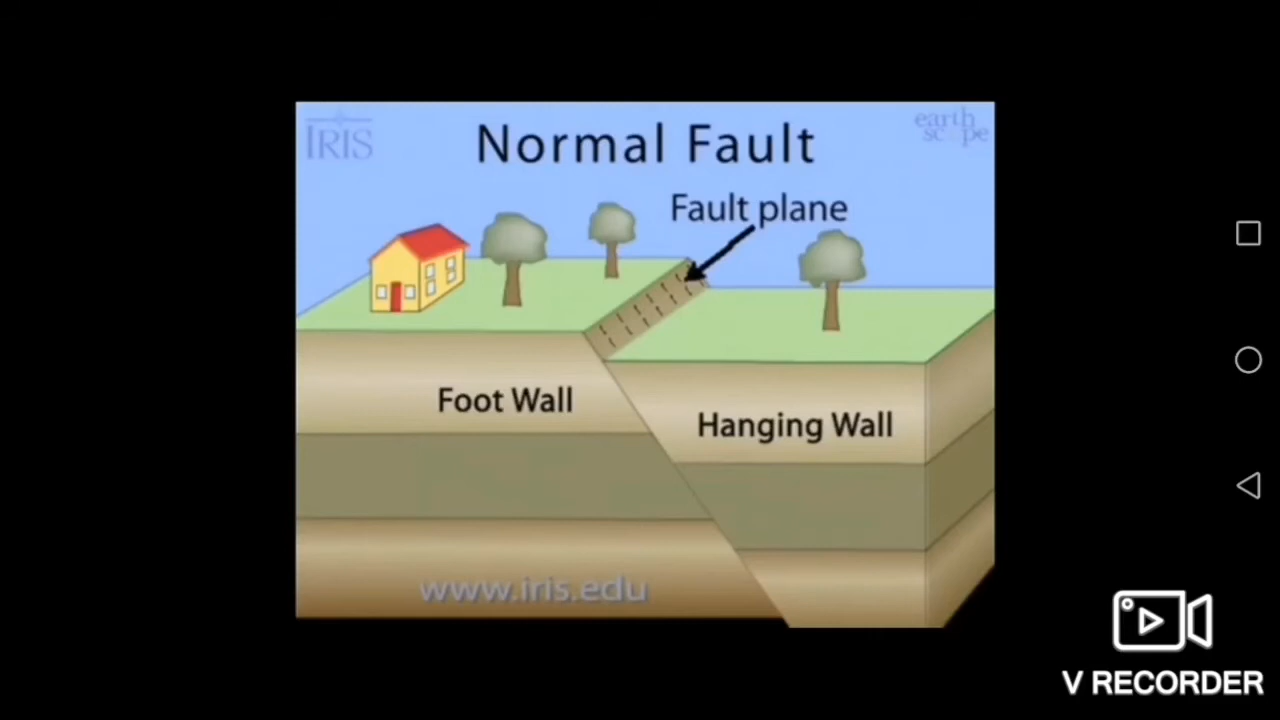 IRIS
earth
scope
Normal Fault
Fault plane
Foot Wall
Hanging Wall
www.iris.edu
V RECORDER